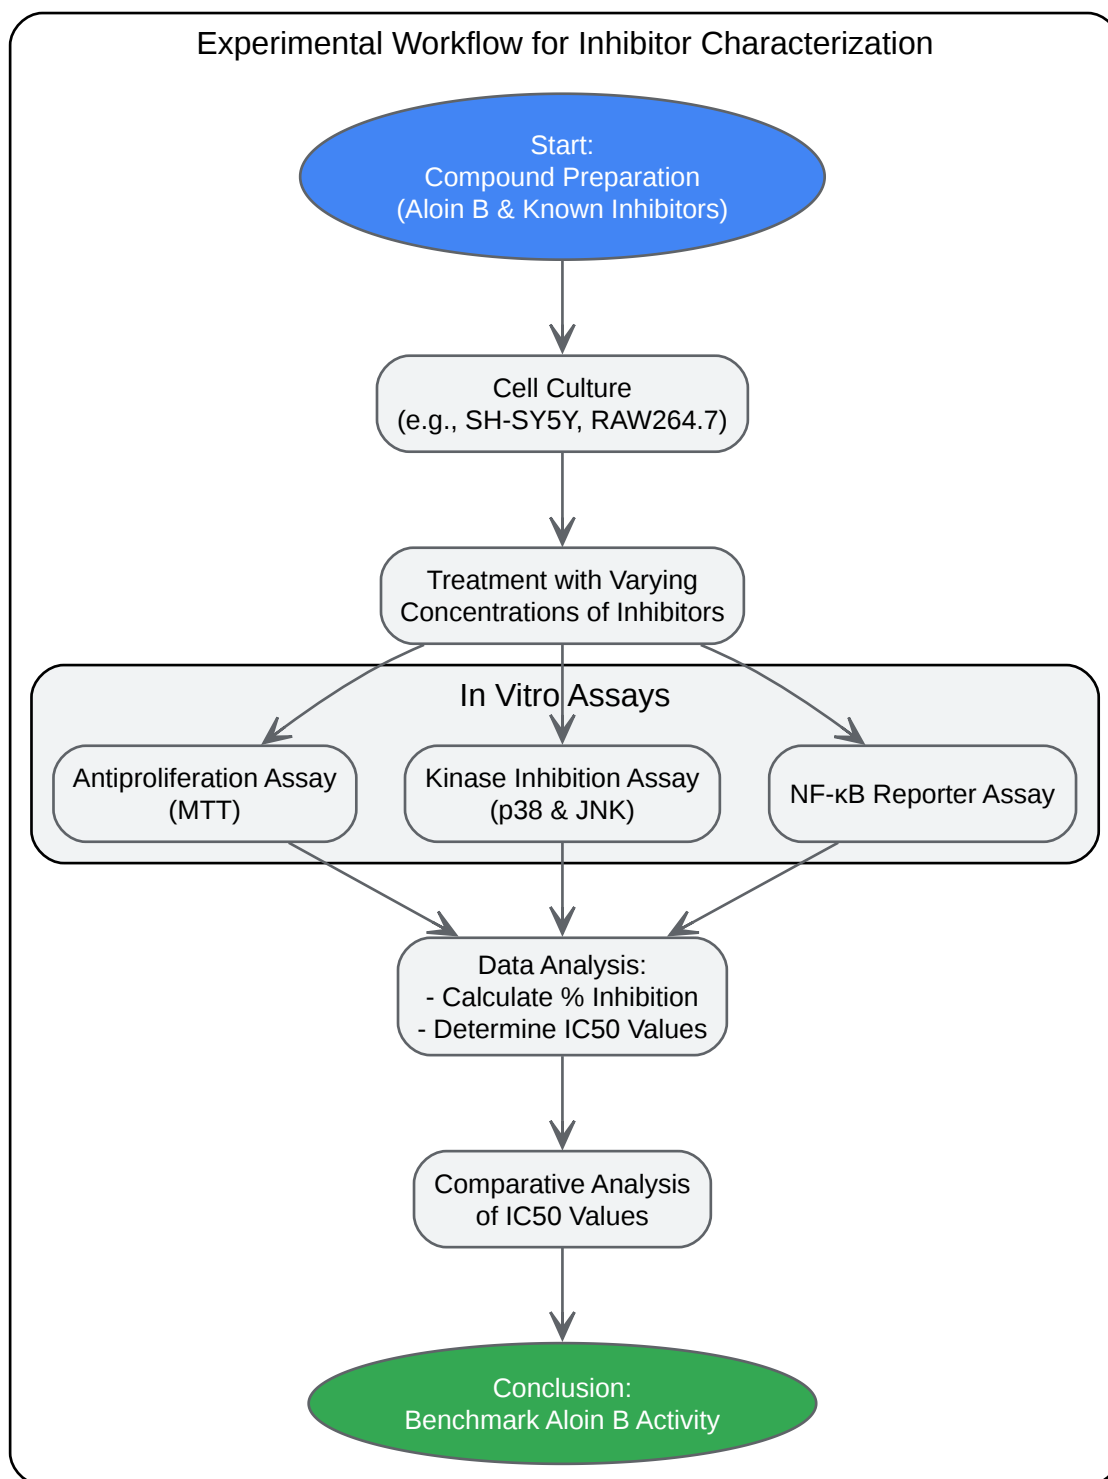 Experimental Workflow for Inhibitor Characterization
Start:
Compound Preparation
(Aloin B & Known Inhibitors)
Cell Culture
(e.g., SH-SY5Y, RAW264.7)
Treatment with Varying
Concentrations of Inhibitors
In Vitro Assays
Antiproliferation Assay
(MTT)
Kinase Inhibition Assay
(p38 & JNK)
NF-κB Reporter Assay
Data Analysis:
- Calculate % Inhibition
- Determine IC50 Values
Comparative Analysis
of IC50 Values
Conclusion:
Benchmark Aloin B Activity